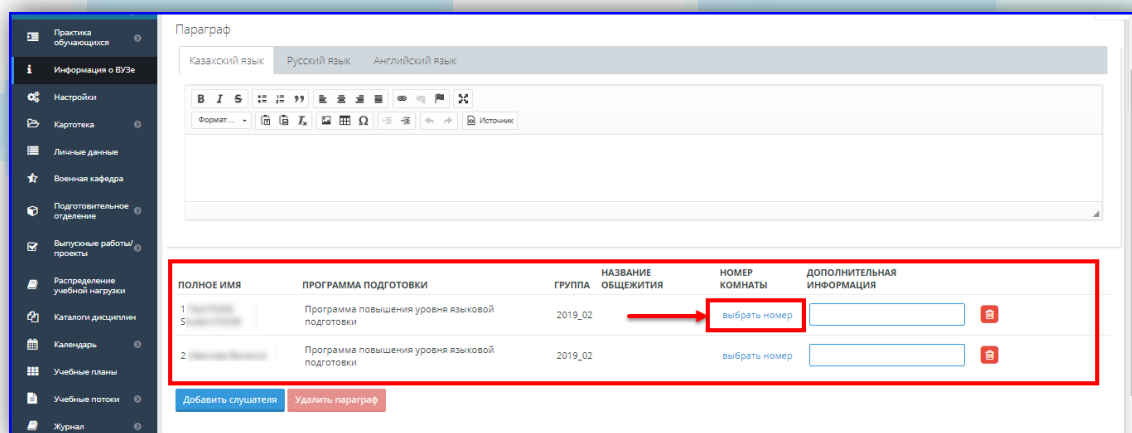 Практика
обучающихся
Информация о ВУЗе
Настройки
Картотека
Личные данные
Военная кафедра
Подготовительное
отделение
Выпускные работы/
проекты
Распределение
учебной нагрузки
Каталоги дисциплин
Календарь
Учебные планы
Учебные потоки
Журнал
Параграф
Казахский язык Русский язык Английский язык
B I S
Формат... Источник
ПОЛНОЕ ИМЯ ПРОГРАММА ПОДГОТОВКИ ГРУППА НАЗВАНИЕ ОБЩЕЖИТИЯ НОМЕР КОМНАТЫ ДОПОЛНИТЕЛЬНАЯ ИНФОРМАЦИЯ
1 Программа повышения уровня языковой
подготовки 2019_02 выбрать номер
2 Программа повышения уровня языковой
подготовки 2019_02 выбрать номер
Добавить слушателя Удалить параграф